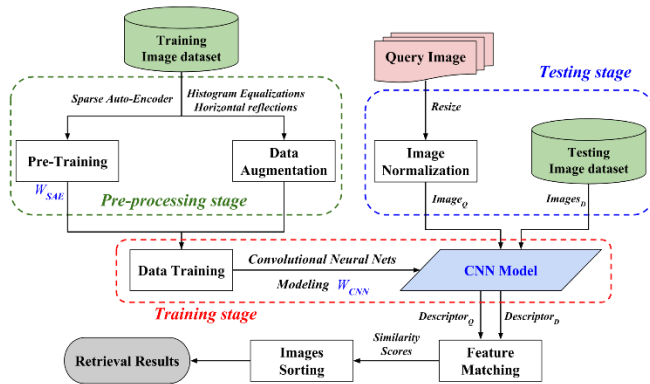 Training
Image dataset
Query Image
Testing stage
Sparse Auto-Encoder
Histogram Equalizations
Horizontal reflections
Resize
Pre-Training
Data
Augmentation
Image
Normalization
Testing
Image dataset
W_SAE
Pre-processing stage
Image_Q
Images_D
Data Training
Convolutional Neural Nets
Modeling W_CNN
CNN Model
Training stage
Descriptor_Q
Descriptor_D
Retrieval Results
Images
Sorting
Similarity
Scores
Feature
Matching